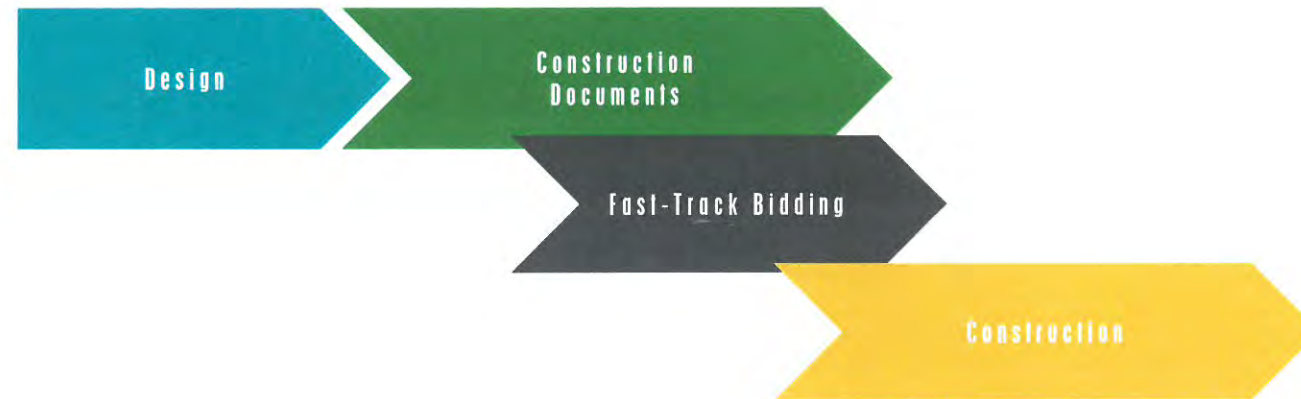 Design
Construction
Documents
Fast-Track Bidding
Construction